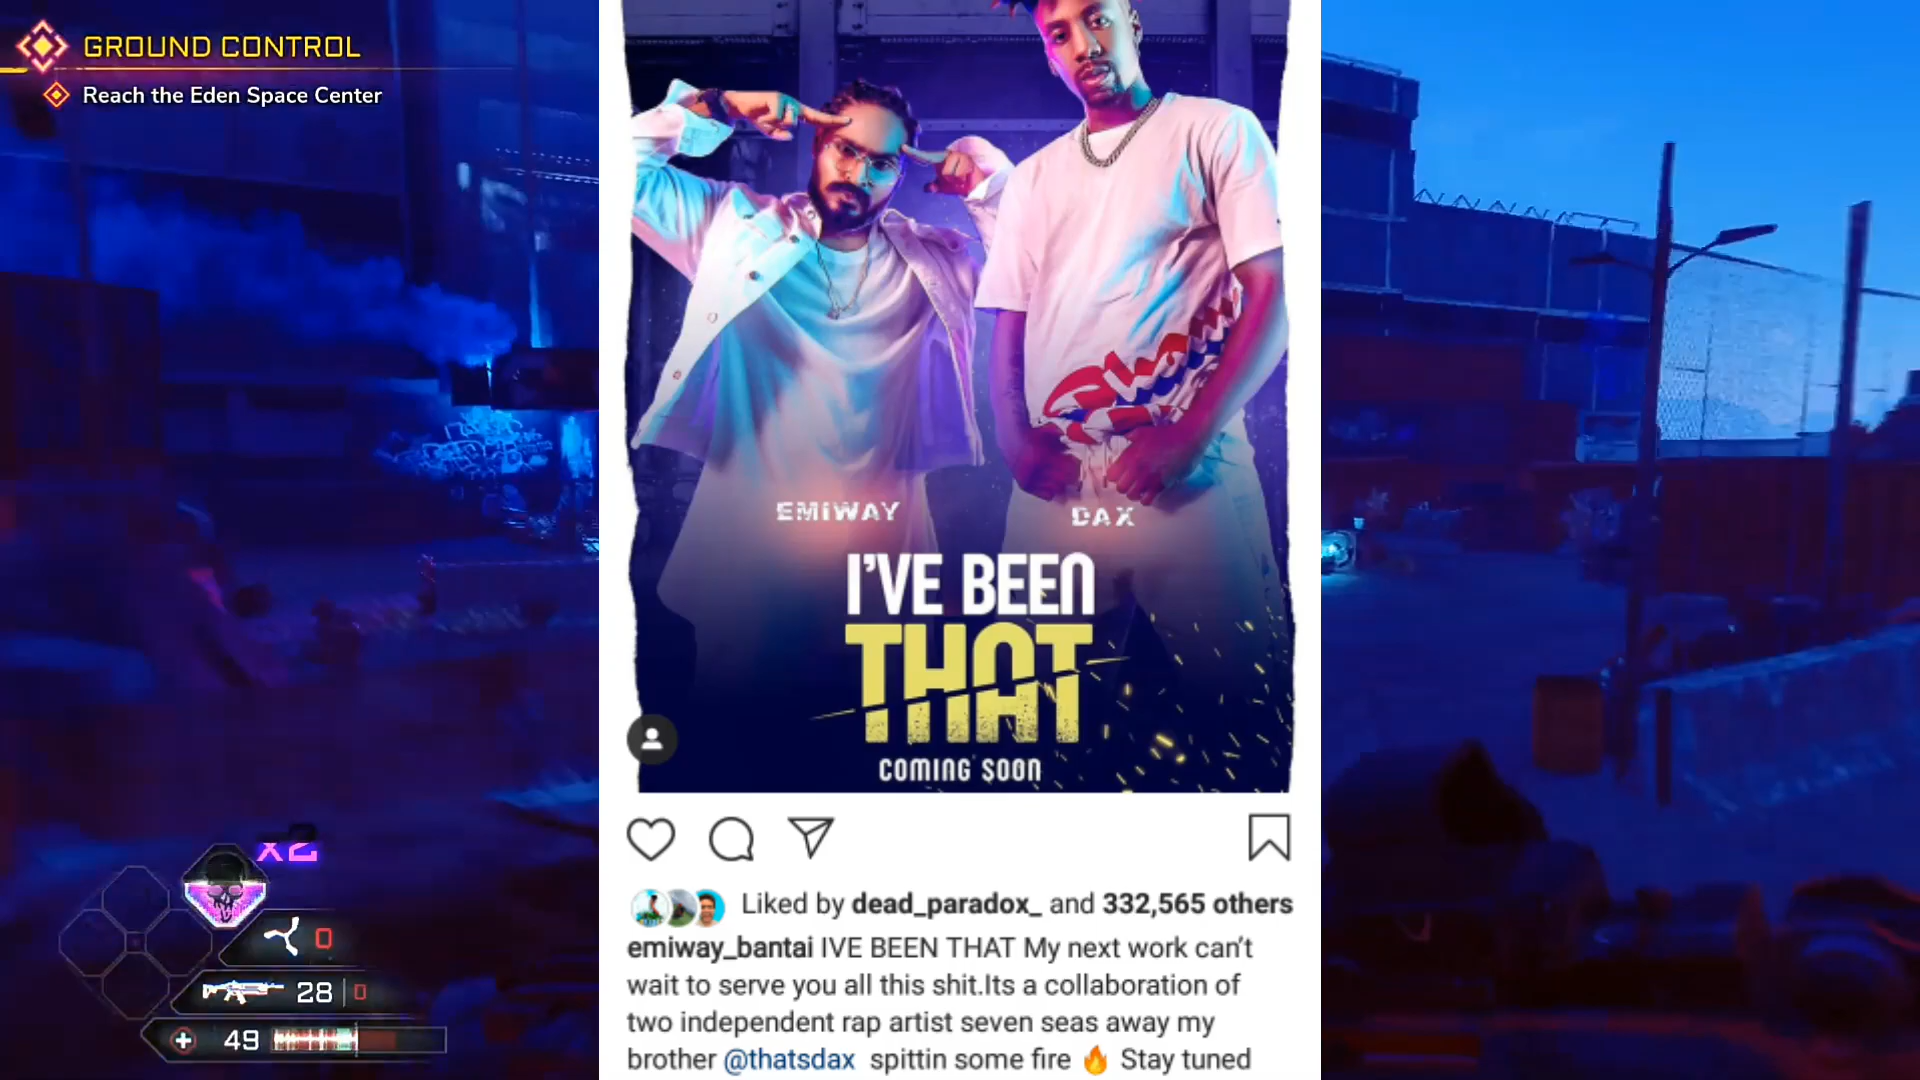 GROUND CONTROL
Reach the Eden Space Center
EMIWAY
DAX
I'VE BEEN
THAT
COMING SOON
Liked by dead_paradox_ and 332,565 others
emiway_bantai IVE BEEN THAT My next work can't
wait to serve you all this shit.Its a collaboration of
two independent rap artist seven seas away my
brother @thatsdax spittin some fire 🔥 Stay tuned
x2
0
28 | 0
49